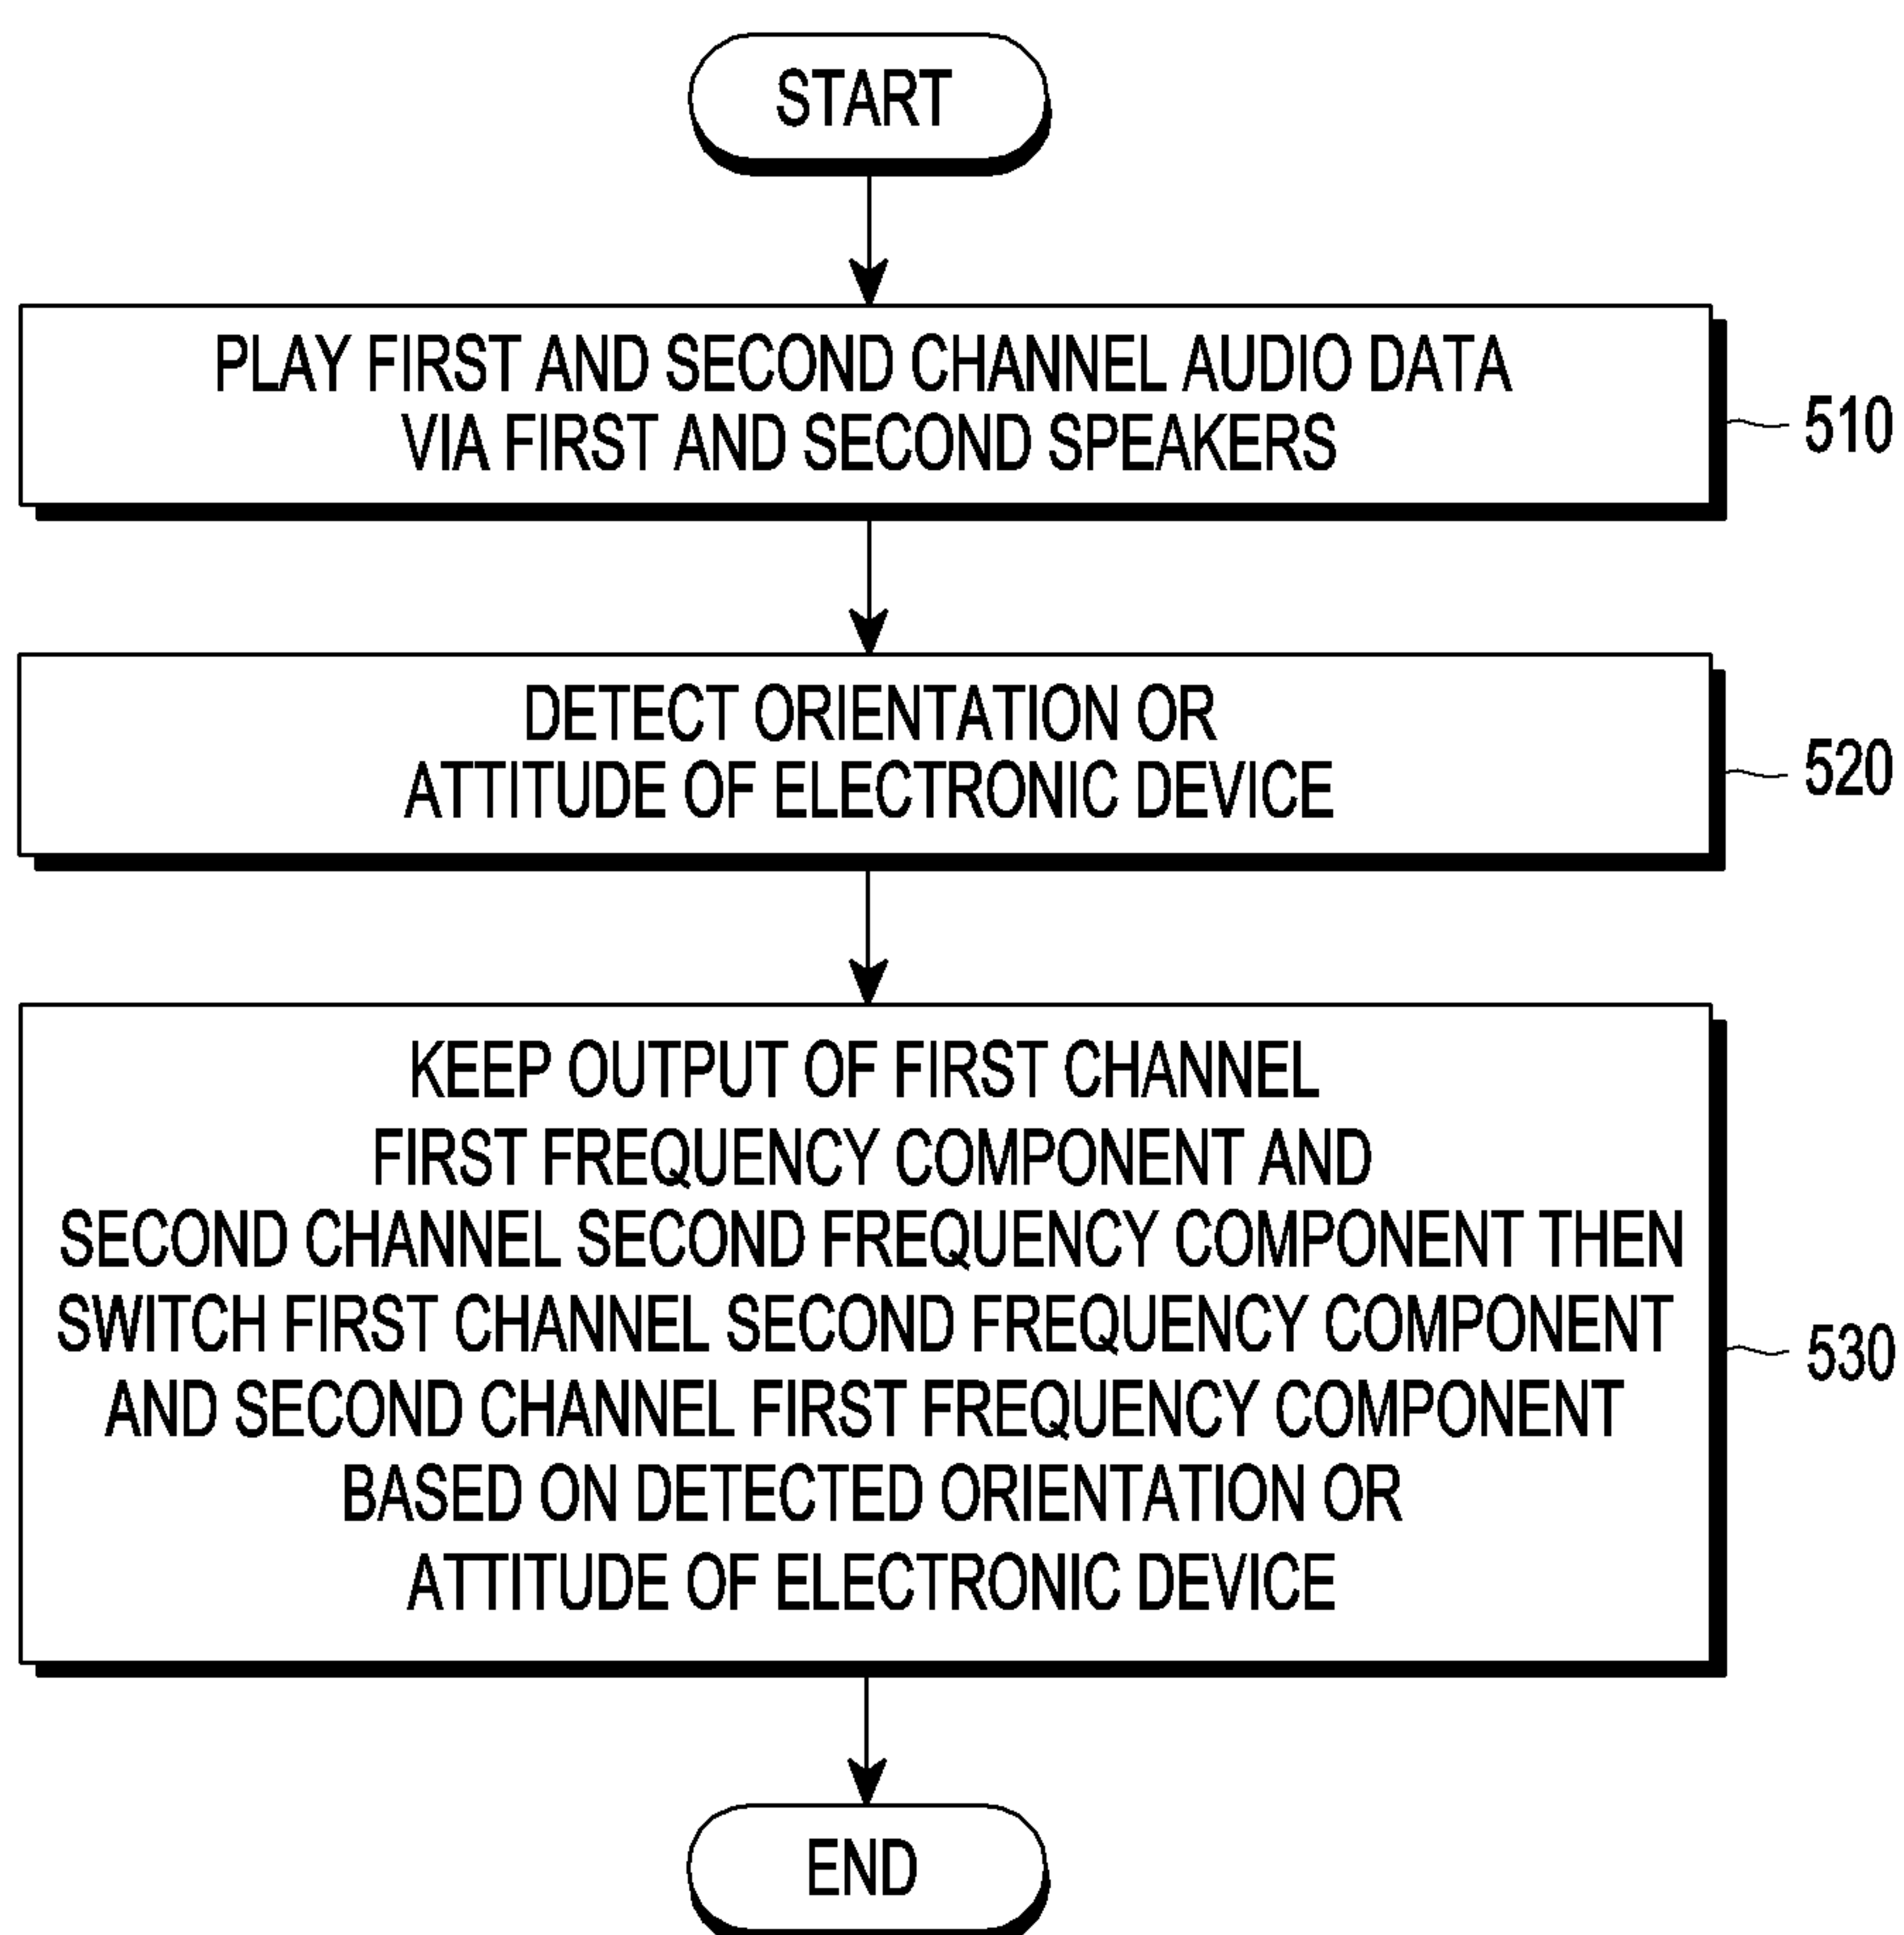 START
PLAY FIRST AND SECOND CHANNEL AUDIO DATA
VIA FIRST AND SECOND SPEAKERS
510
DETECT ORIENTATION OR
ATTITUDE OF ELECTRONIC DEVICE
520
KEEP OUTPUT OF FIRST CHANNEL
FIRST FREQUENCY COMPONENT AND
SECOND CHANNEL SECOND FREQUENCY COMPONENT THEN
SWITCH FIRST CHANNEL SECOND FREQUENCY COMPONENT
AND SECOND CHANNEL FIRST FREQUENCY COMPONENT
BASED ON DETECTED ORIENTATION OR
ATTITUDE OF ELECTRONIC DEVICE
530
END